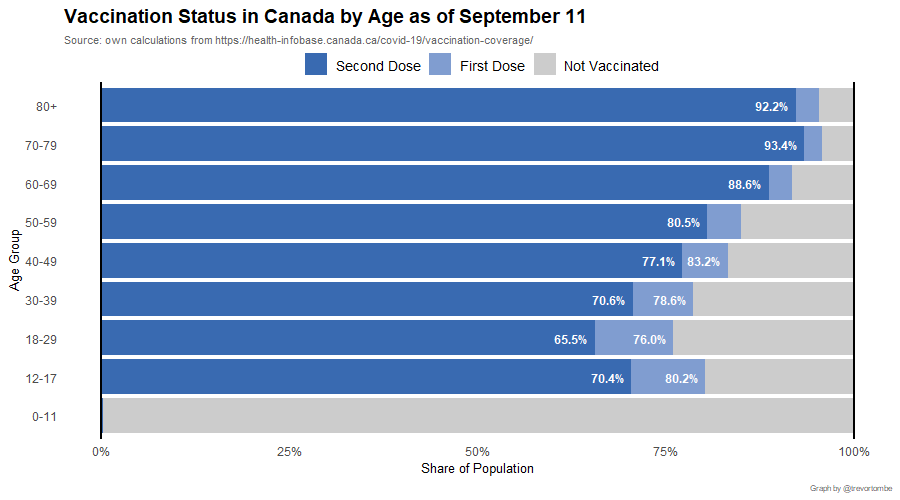 Vaccination Status in Canada by Age as of September 11
Source: own calculations from https://health-infobase.canada.ca/covid-19/vaccination-coverage/
Second Dose First Dose Not Vaccinated
80+ 92.2%
70-79 93.4%
60-69 88.6%
50-59 80.5%
40-49 77.1% 83.2%
30-39 70.6% 78.6%
18-29 65.5% 76.0%
12-17 70.4% 80.2%
0-11
Age Group
0% 25% 50% 75% 100%
Share of Population
Graph by @trevortombe